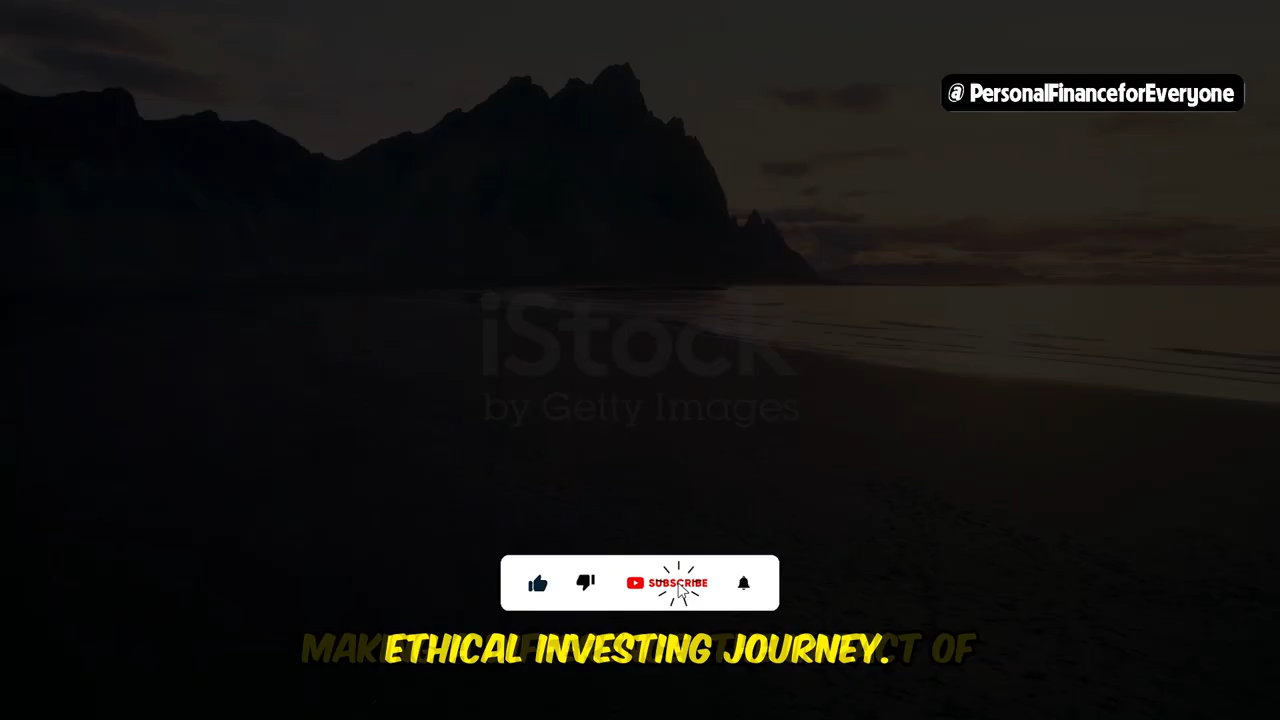 @ PersonalFinanceforEveryone
iStock
by Getty Images
SUBSCRIBE
ETHICAL INVESTING JOURNEY.